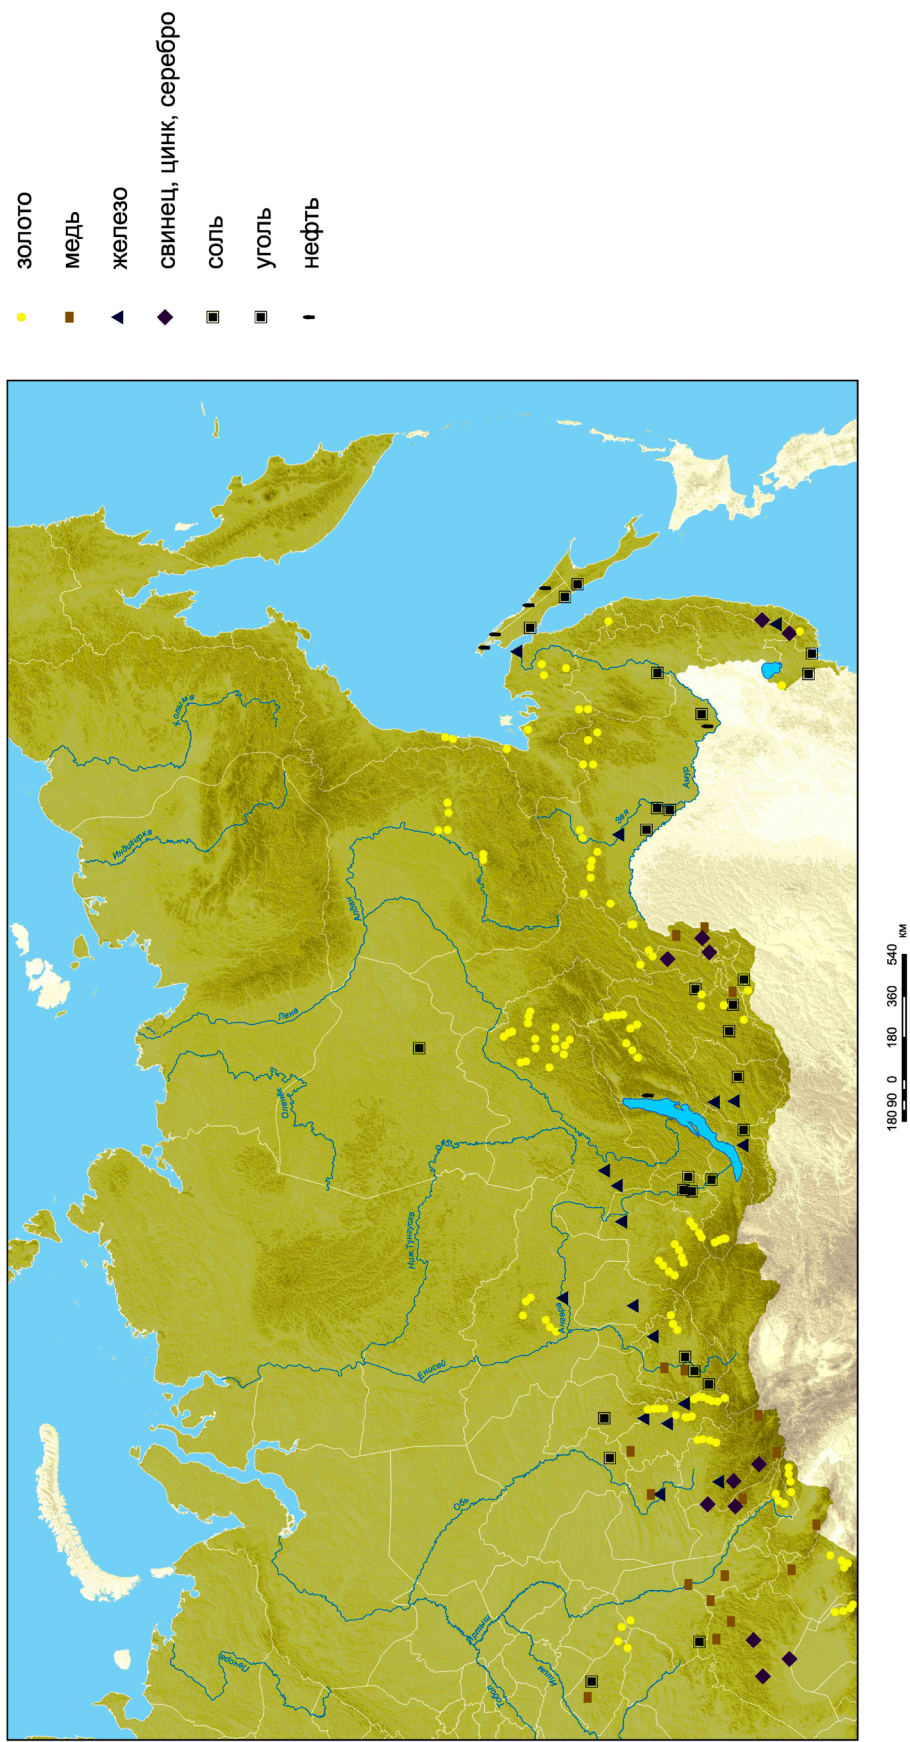 золото
медь
железо
свинец, цинк, серебро
соль
уголь
нефть
Печора
Тобол
Ишим
Иртыш
Обь
Енисей
Ангара
Ниж.Тунгуска
Оленек
Лена
Алдан
Индигирка
Колыма
Зея
Амур
180 90 0 180 360 540 км